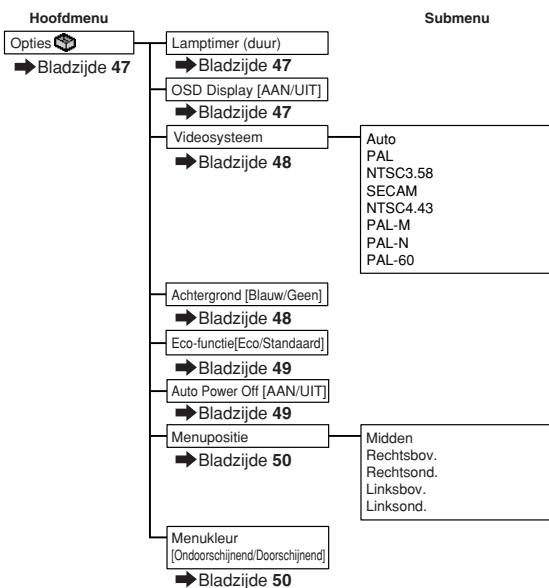 Hoofdmenu
Submenu
Opties
➡Bladzijde 47
Lamptimer (duur)
➡Bladzijde 47
OSD Display [AAN/UIT]
➡Bladzijde 47
Videosysteem
➡Bladzijde 48
Auto
PAL
NTSC3.58
SECAM
NTSC4.43
PAL-M
PAL-N
PAL-60
Achtergrond [Blauw/Geen]
➡Bladzijde 48
Eco-functie[Eco/Standaard]
➡Bladzijde 49
Auto Power Off [AAN/UIT]
➡Bladzijde 49
Menupositie
➡Bladzijde 50
Midden
Rechtsbov.
Rechtsond.
Linksbov.
Linksond.
Menukleur
[Ondoorschijnend/Doorschijnend]
➡Bladzijde 50